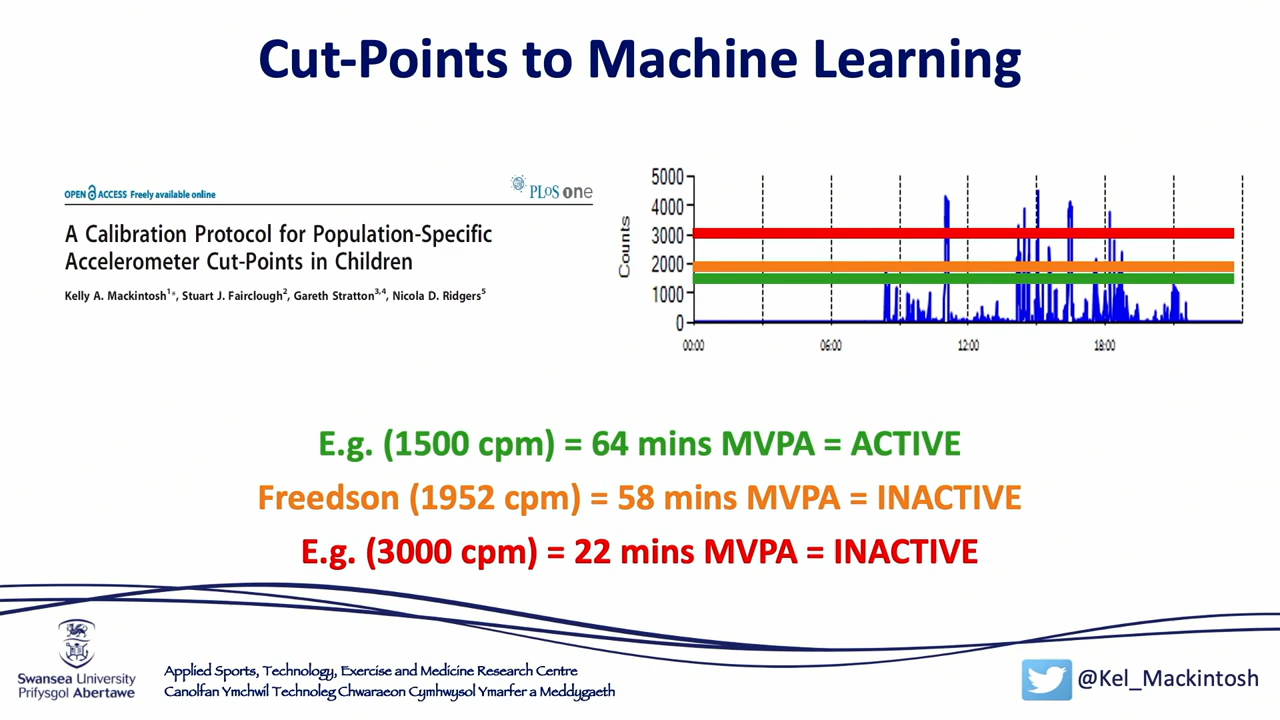 Cut-Points to Machine Learning
OPEN ACCESS Freely available online
PLoS one
A Calibration Protocol for Population-Specific
Accelerometer Cut-Points in Children
Kelly A. Mackintosh1*, Stuart J. Fairclough2, Gareth Stratton3,4, Nicola D. Ridgers5
Counts
5000
4000
3000
2000
1000
0
00:00 06:00 12:00 18:00
E.g. (1500 cpm) = 64 mins MVPA = ACTIVE
Freedson (1952 cpm) = 58 mins MVPA = INACTIVE
E.g. (3000 cpm) = 22 mins MVPA = INACTIVE
Swansea University
Prifysgol Abertawe
Applied Sports, Technology, Exercise and Medicine Research Centre
Canolfan Ymchwil Technoleg Chwaraeon Cymhwysol Ymarfer a Meddygaeth
@Kel_Mackintosh